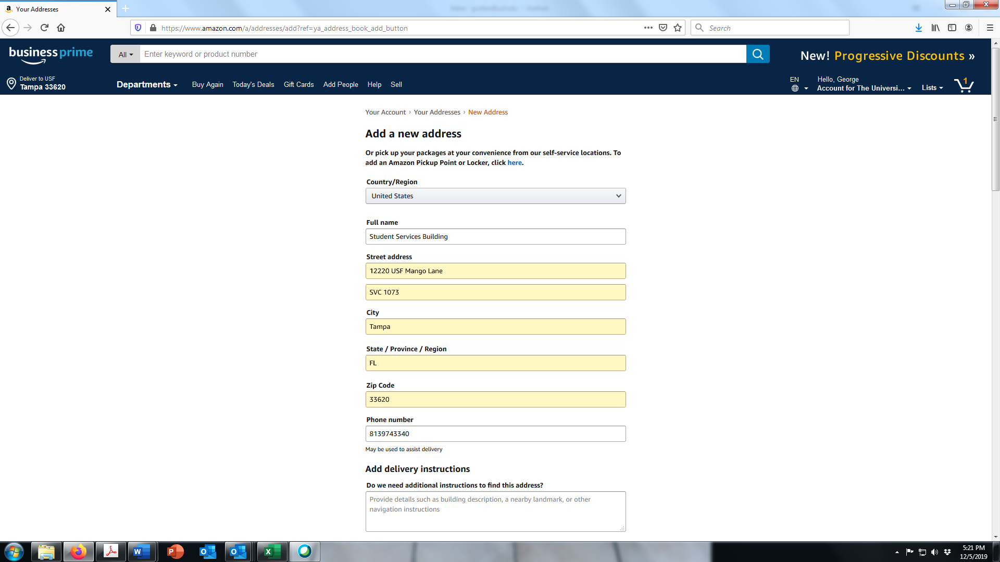 Your Addresses
https://www.amazon.com/a/addresses/add?ref=ya_address_book_add_button
Search
business prime
All
Enter keyword or product number
New! Progressive Discounts »
Deliver to USF
Tampa 33620
Departments
Buy Again
Today's Deals
Gift Cards
Add People
Help
Sell
EN
Hello, George
Account for The Universi...
Lists
1
Your Account › Your Addresses › New Address
Add a new address
Or pick up your packages at your convenience from our self-service locations. To
add an Amazon Pickup Point or Locker, click here.
Country/Region
United States
Full name
Student Services Building
Street address
12220 USF Mango Lane
SVC 1073
City
Tampa
State / Province / Region
FL
Zip Code
33620
Phone number
8139743340
May be used to assist delivery
Add delivery instructions
Do we need additional instructions to find this address?
Provide details such as building description, a nearby landmark, or other
navigation instructions
5:21 PM
12/5/2019